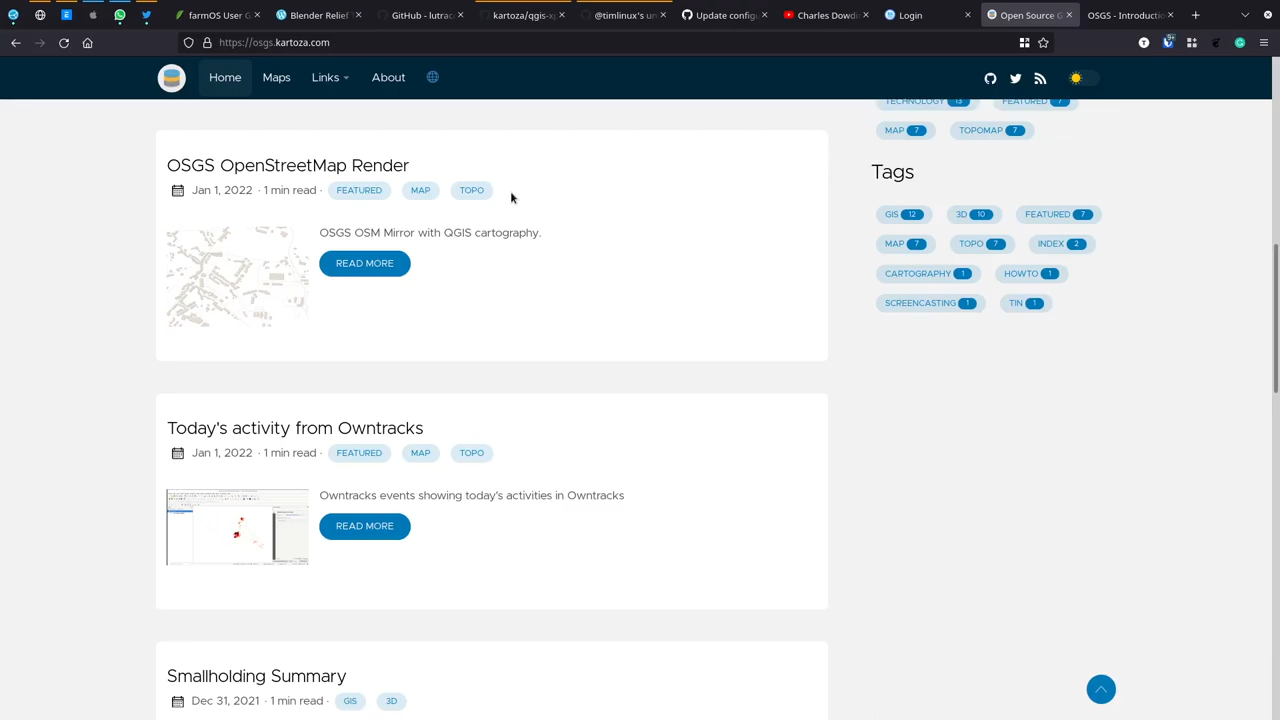 farmOS User G
Blender Relief
GitHub - lutrac
kartoza/qgis-xp
@timlinux's un
Update config.
Charles Dordin
Login
Open Source G
OSGS - Introductio
https://osgs.kartoza.com
Home
Maps
Links
About
TECHNOLOGY 13
FEATURED 7
MAP 7
TOPOMAP 7
OSGS OpenStreetMap Render
Jan 1, 2022 · 1 min read · FEATURED MAP TOPO
OSGS OSM Mirror with QGIS cartography.
READ MORE
Today's activity from Owntracks
Jan 1, 2022 · 1 min read · FEATURED MAP TOPO
Owntracks events showing today's activities in Owntracks
READ MORE
Smallholding Summary
Dec 31, 2021 · 1 min read · GIS 3D
Tags
GIS 12
3D 10
FEATURED 7
MAP 7
TOPO 7
INDEX 2
CARTOGRAPHY 1
HOWTO 1
SCREENCASTING 1
TIN 1